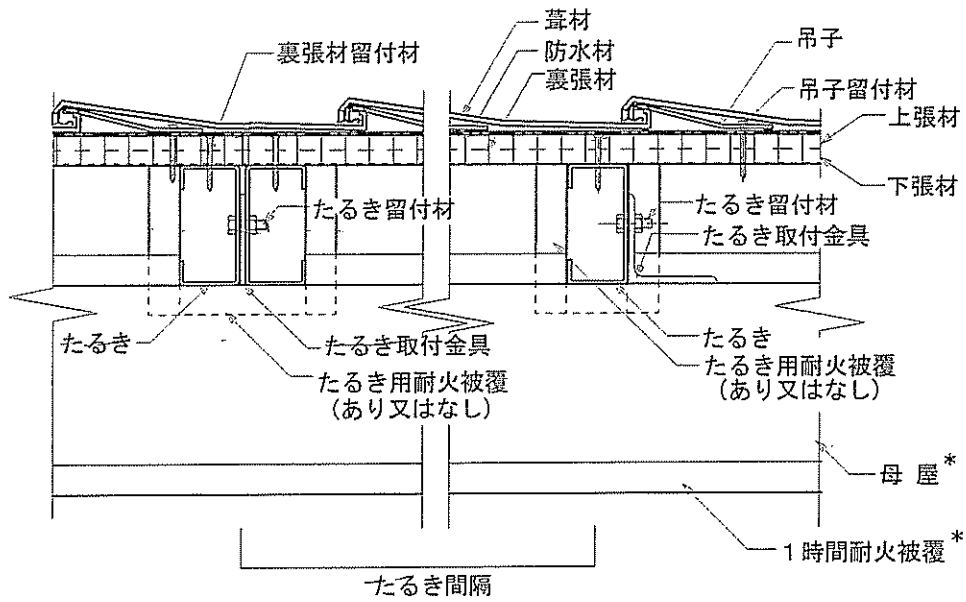 葺材
防水材
裏張材
裏張材留付材
吊子
吊子留付材
上張材
下張材
たるき留付材
たるき留付材
たるき取付金具
たるき
たるき取付金具
たるき用耐火被覆
(あり又はなし)
たるき
たるき用耐火被覆
(あり又はなし)
母 屋*
1時間耐火被覆*
たるき間隔